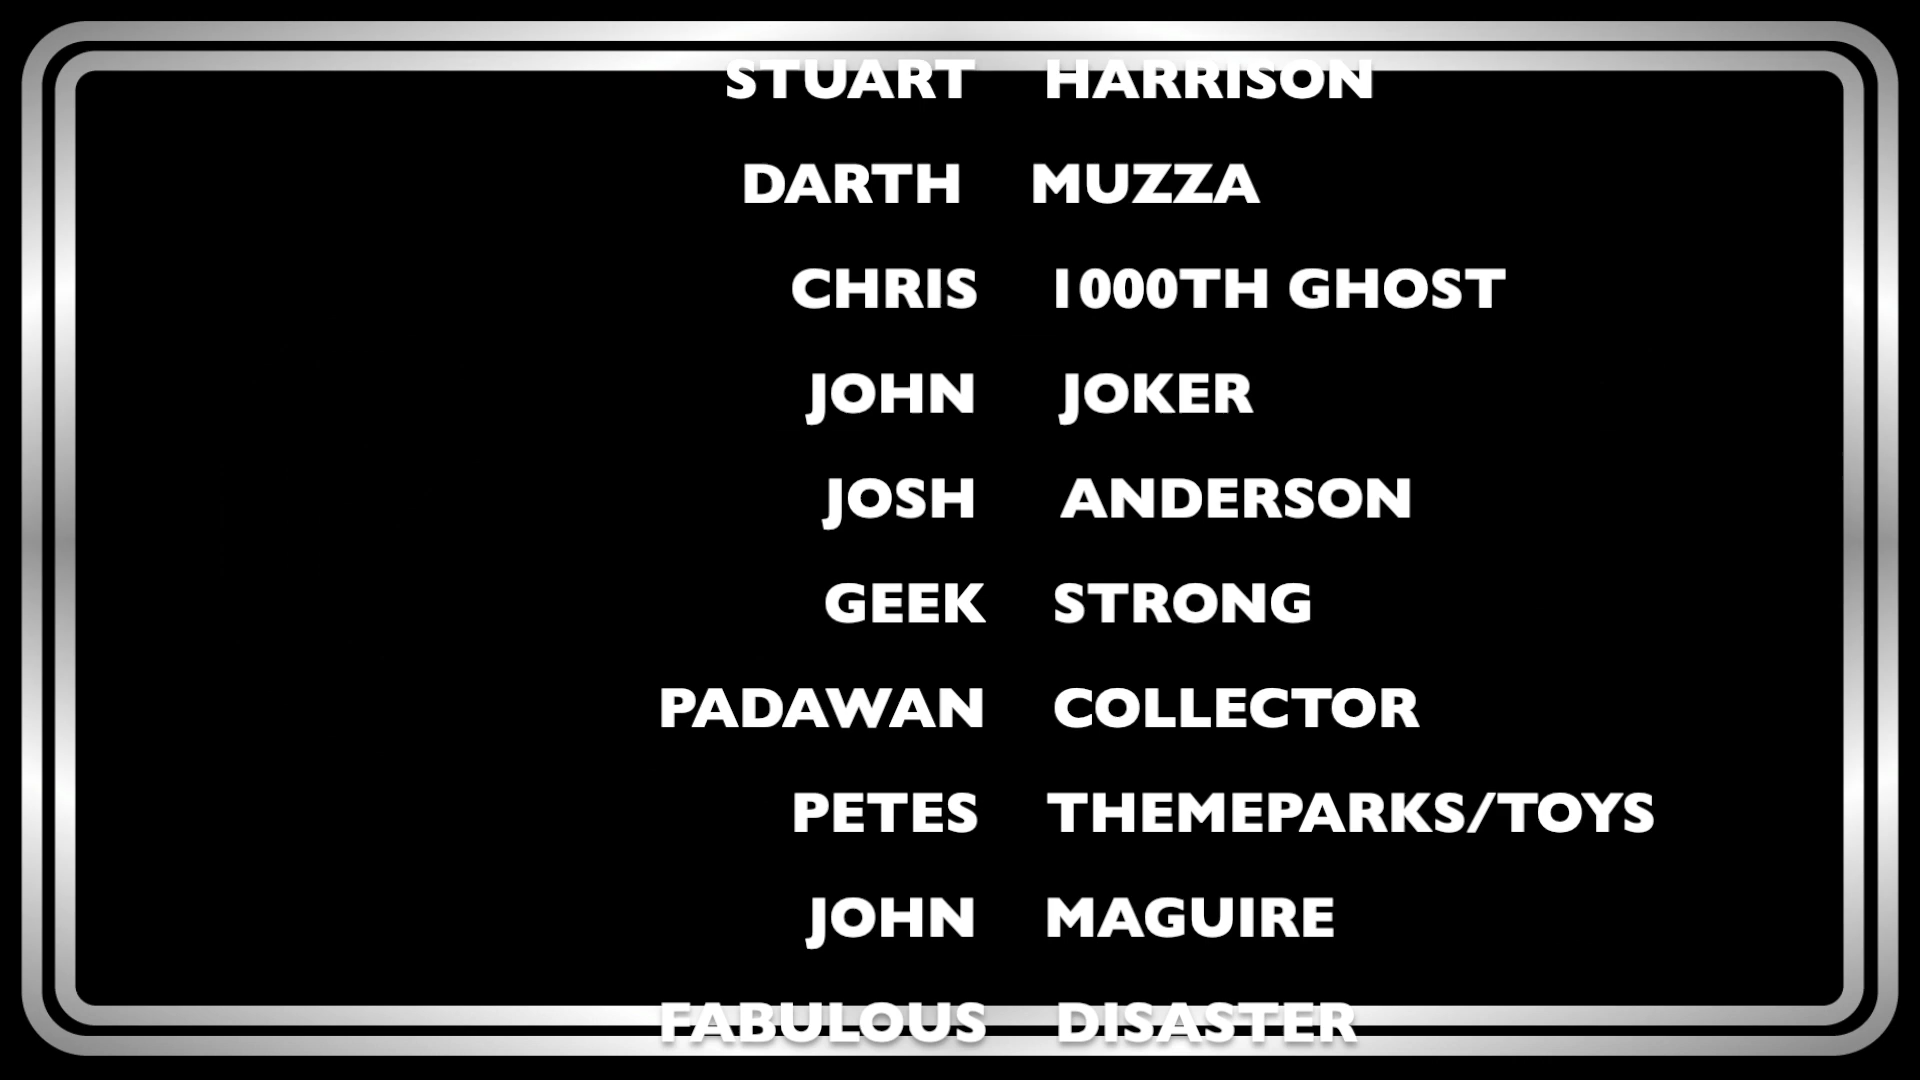 STUART HARRISON
DARTH MUZZA
CHRIS 1000TH GHOST
JOHN JOKER
JOSH ANDERSON
GEEK STRONG
PADAWAN COLLECTOR
PETES THEMEPARKS/TOYS
JOHN MAGUIRE
FABULOUS DISASTER